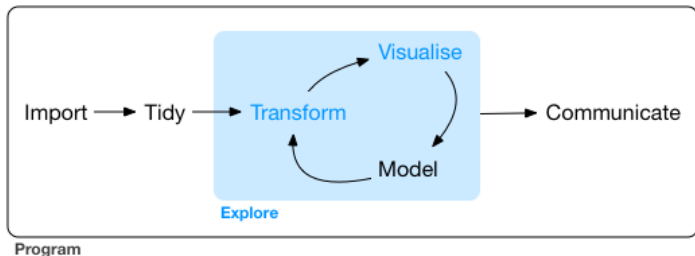 Visualise
Import
Tidy
Transform
Communicate
Model
Explore
Program